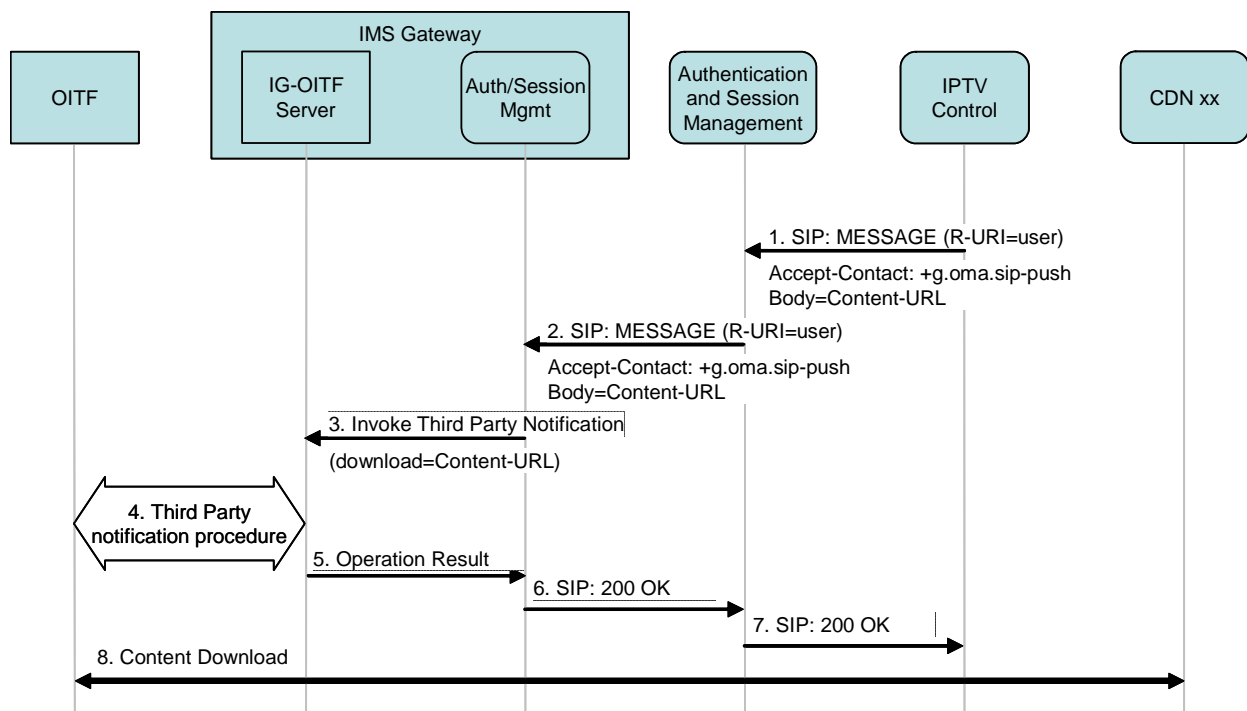 IMS Gateway
OITF
IG-OITF
Server
Auth/Session
Mgmt
Authentication
and Session
Management
IPTV
Control
CDN xx
1. SIP: MESSAGE (R-URI=user)
Accept-Contact: +g.oma.sip-push
Body=Content-URL
2. SIP: MESSAGE (R-URI=user)
Accept-Contact: +g.oma.sip-push
Body=Content-URL
3. Invoke Third Party Notification
(download=Content-URL)
4. Third Party
notification procedure
5. Operation Result
6. SIP: 200 OK
7. SIP: 200 OK
8. Content Download